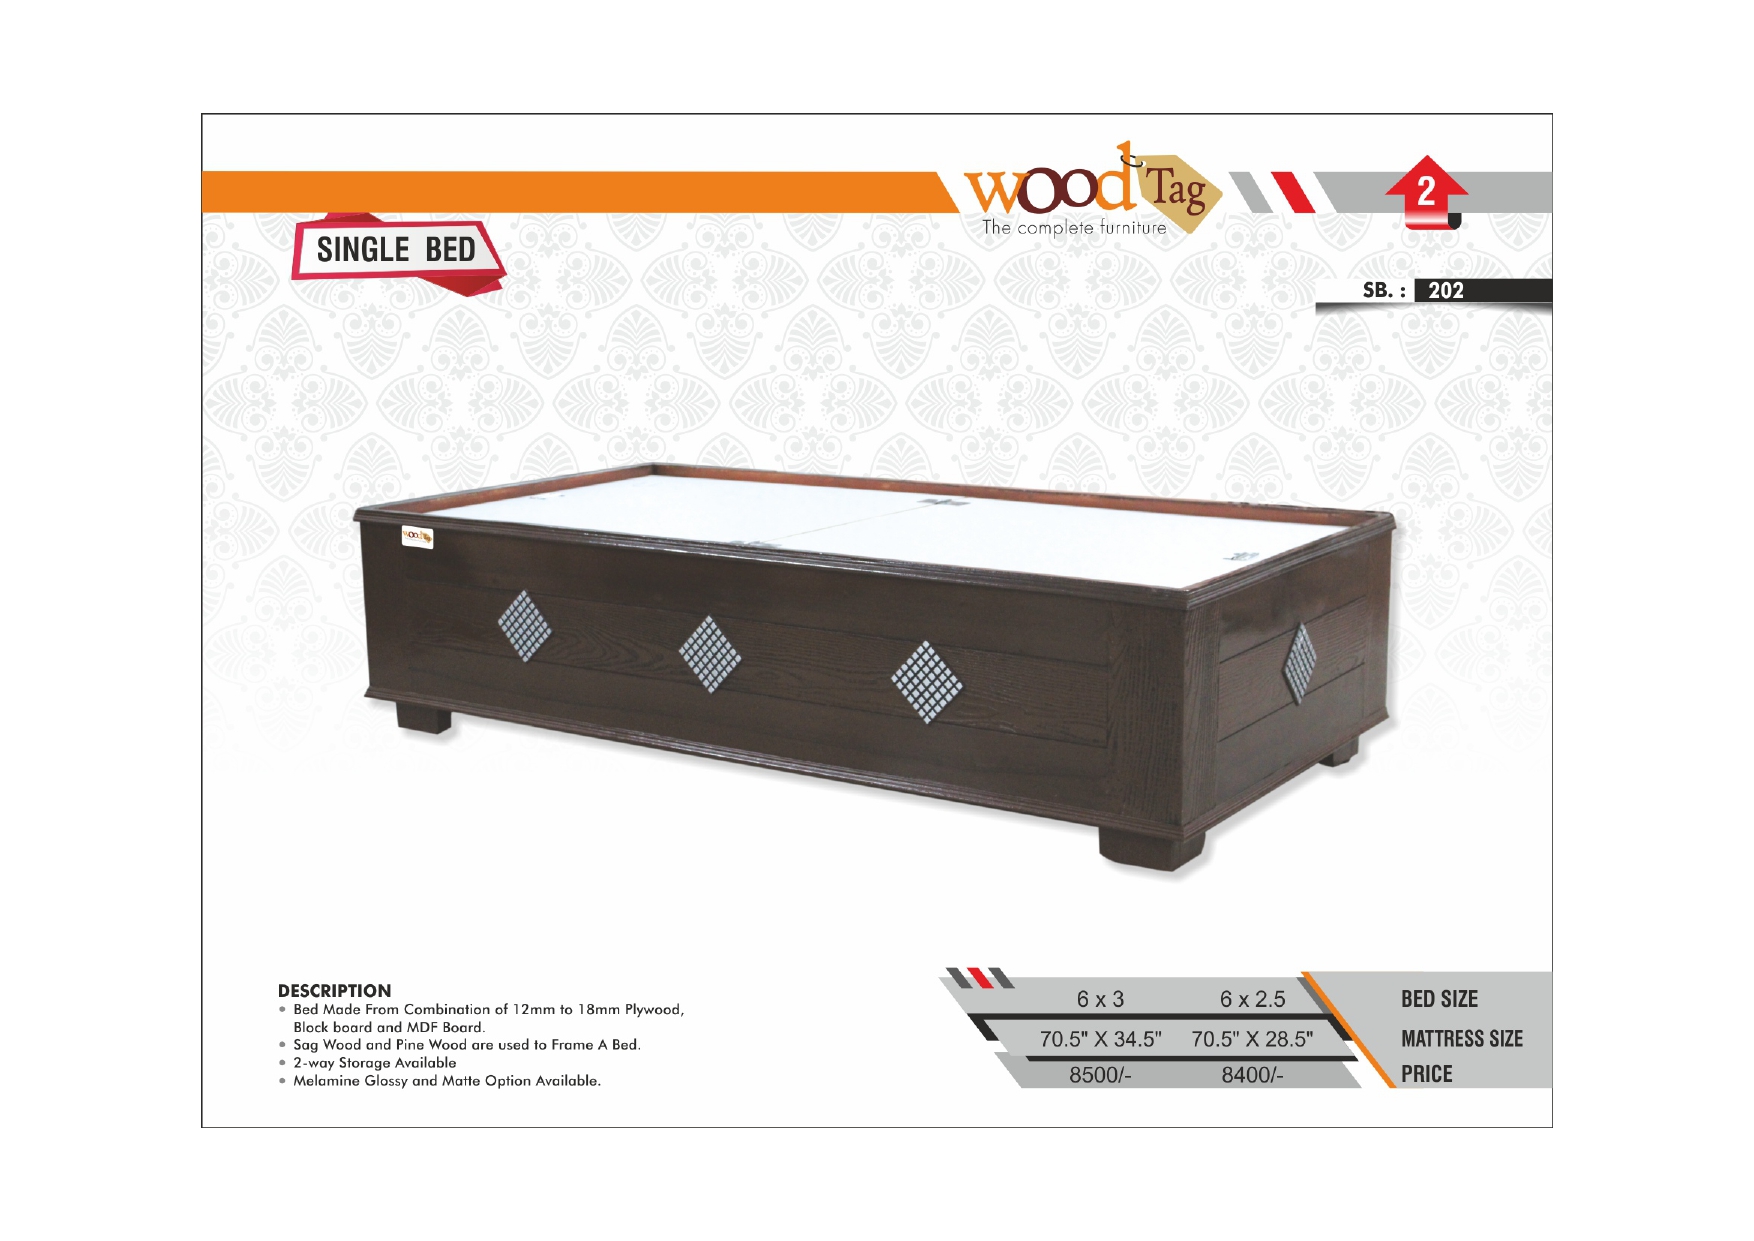 wood Tag
The complete furniture
2
SINGLE BED
SB. : 202
wood Tag
DESCRIPTION
• Bed Made From Combination of 12mm to 18mm Plywood,
Block board and MDF Board.
• Sag Wood and Pine Wood are used to Frame A Bed.
• 2-way Storage Available
• Melamine Glossy and Matte Option Available.
6 x 3 6 x 2.5 BED SIZE
70.5" X 34.5" 70.5" X 28.5" MATTRESS SIZE
8500/- 8400/- PRICE